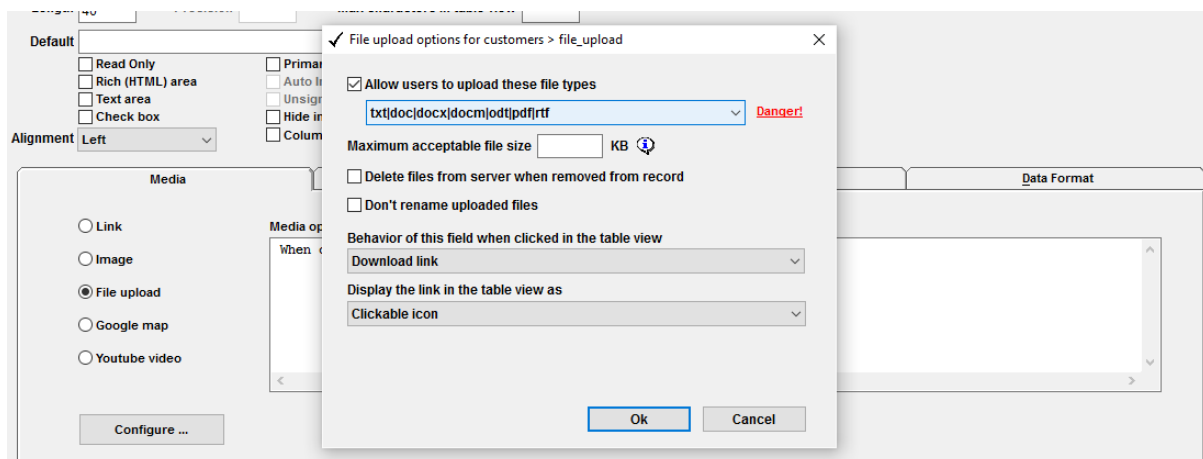 40
File upload options for customers > file_upload
Default
Read Only
Rich (HTML) area
Text area
Check box
Alignment Left
Primar
Auto In
Unsign
Hide in
Colum
Allow users to upload these file types
txt|doc|docx|docm|odt|pdf|rtf
Danger!
Maximum acceptable file size KB
Delete files from server when removed from record
Don't rename uploaded files
Behavior of this field when clicked in the table view
Download link
Display the link in the table view as
Clickable icon
Ok
Cancel
Media
Data Format
Link
Image
File upload
Google map
Youtube video
Media op
When
Configure ...